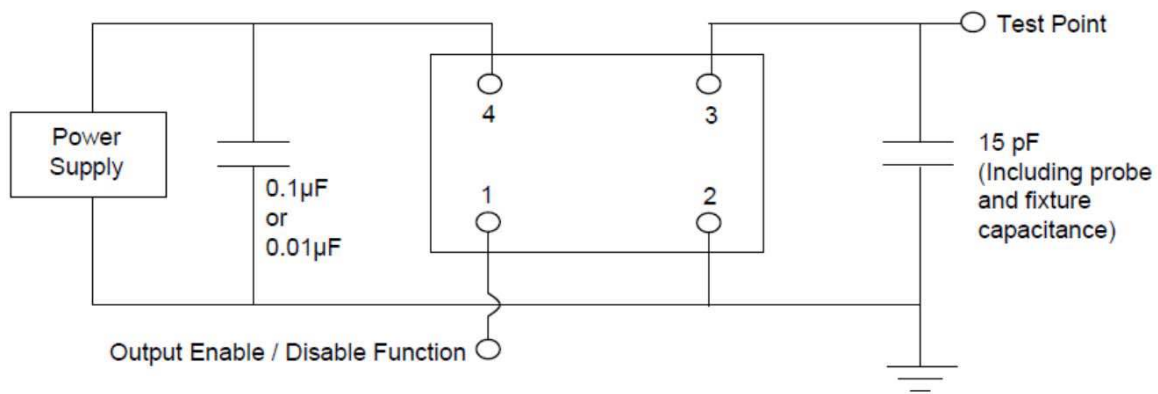 Test Point
Power
Supply
0.1µF
or
0.01µF
4
3
1
2
15 pF
(Including probe
and fixture
capacitance)
Output Enable / Disable Function